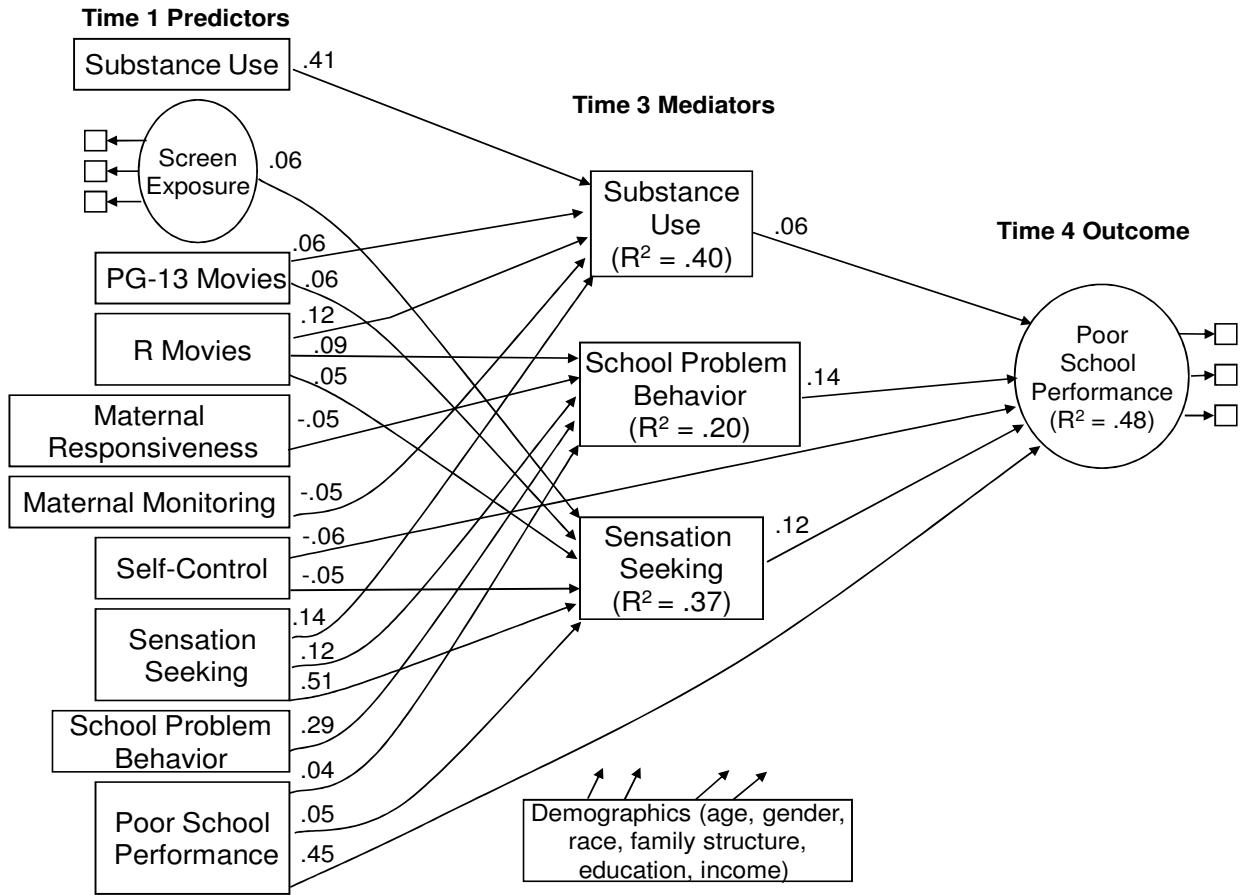 Time 1 Predictors
Substance Use
.41
Screen
Exposure
.06
PG-13 Movies
.06
.06
R Movies
.12
.09
.05
Maternal
Responsiveness
-.05
Maternal Monitoring
-.05
Self-Control
-.06
-.05
Sensation
Seeking
.14
.12
.51
School Problem
Behavior
.29
Poor School
Performance
.04
.05
.45
Time 3 Mediators
Substance
Use
(R² = .40)
.06
School Problem
Behavior
(R² = .20)
.14
Sensation
Seeking
(R² = .37)
.12
Demographics (age, gender,
race, family structure,
education, income)
Time 4 Outcome
Poor
School
Performance
(R² = .48)